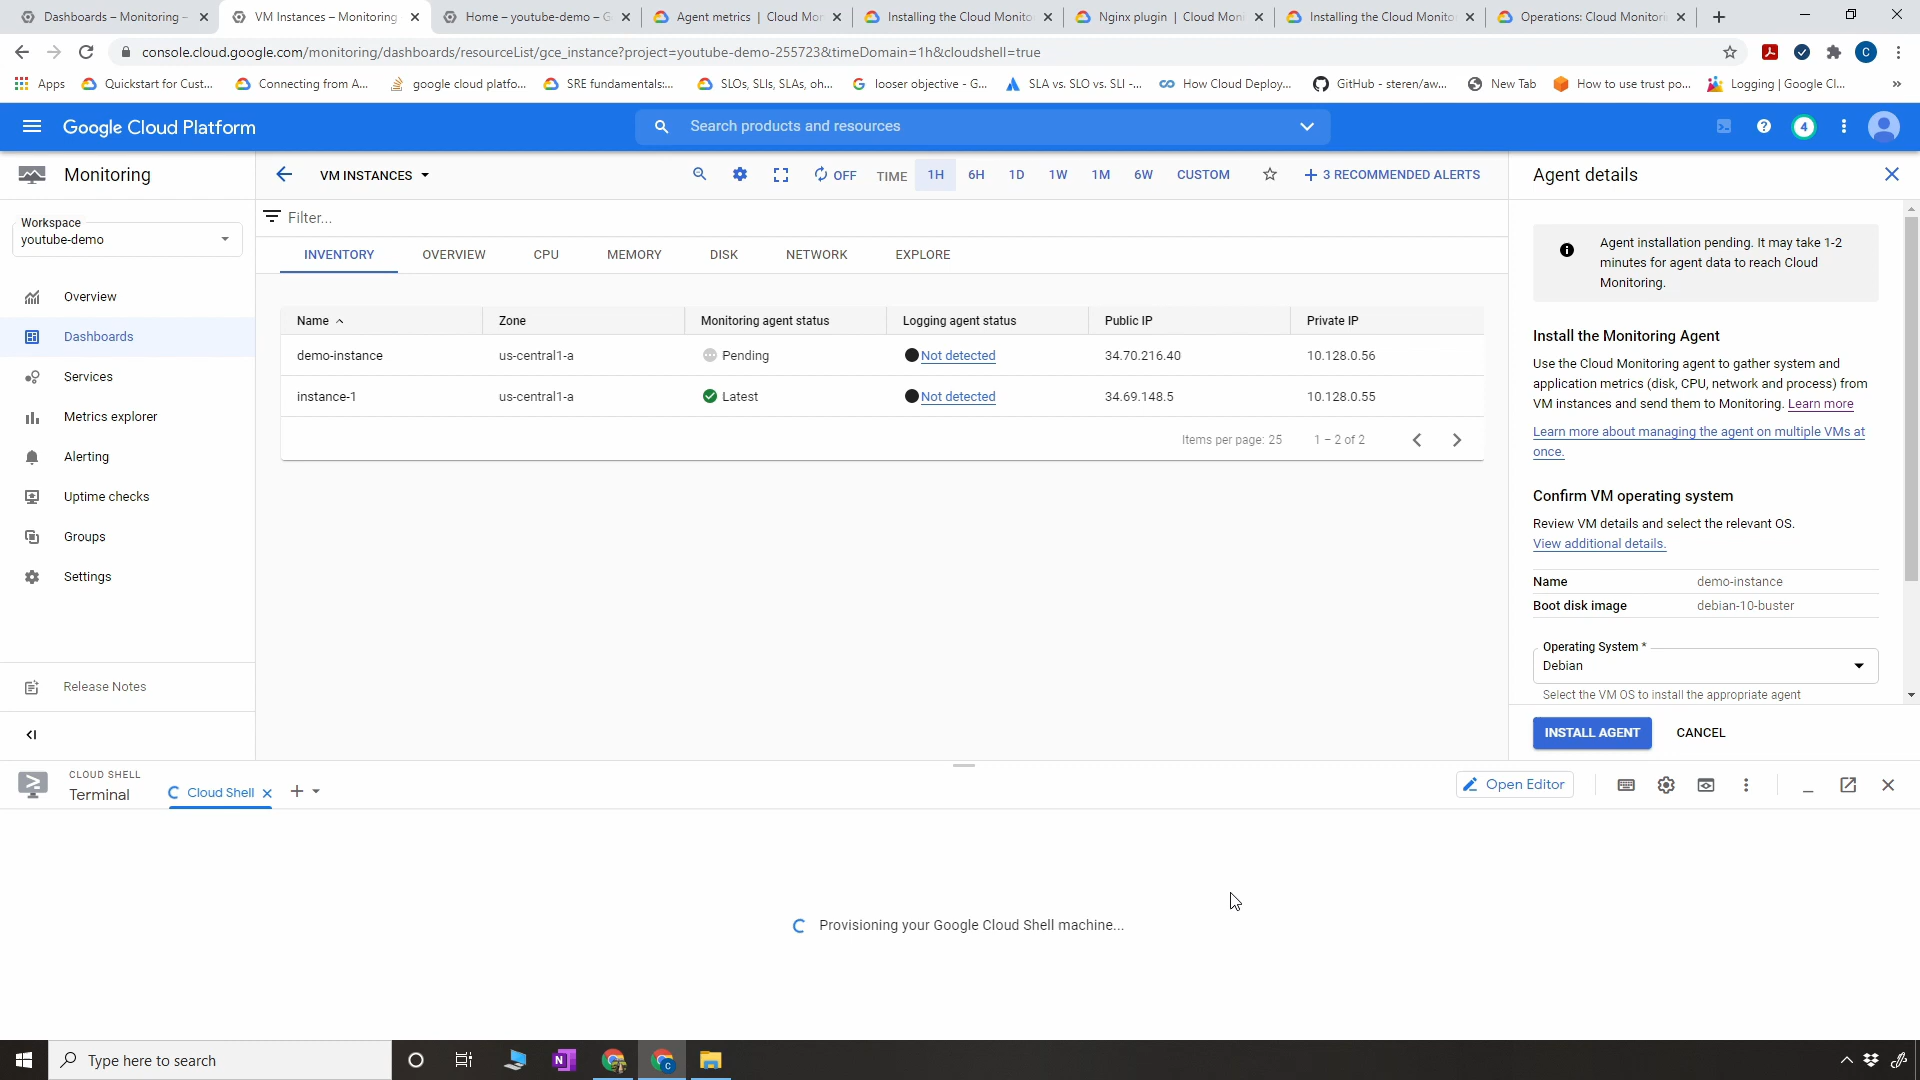 Dashboards – Monitoring –
VM Instances – Monitoring
Home – youtube-demo – G
Agent metrics | Cloud Mon
Installing the Cloud Monito
Nginx plugin | Cloud Moni
Installing the Cloud Monito
Operations: Cloud Monitori
console.cloud.google.com/monitoring/dashboards/resourceList/gce_instance?project=youtube-demo-255723&timeDomain=1h&cloudshell=true
C
Apps
Quickstart for Cust...
Connecting from A...
google cloud platfo...
SRE fundamentals:...
SLOs, SLIs, SLAs, oh...
looser objective - G...
SLA vs. SLO vs. SLI -...
How Cloud Deploy...
GitHub - steren/aw...
New Tab
How to use trust po...
Logging | Google Cl...
»
Google Cloud Platform
Search products and resources
4
Monitoring
Workspace
youtube-demo
Overview
Dashboards
Services
Metrics explorer
Alerting
Uptime checks
Groups
Settings
Release Notes
VM INSTANCES
OFF
TIME
1H
6H
1D
1W
1M
6W
CUSTOM
3 RECOMMENDED ALERTS
Filter...
INVENTORY
OVERVIEW
CPU
MEMORY
DISK
NETWORK
EXPLORE
Name
Zone
Monitoring agent status
Logging agent status
Public IP
Private IP
demo-instance
us-central1-a
Pending
Not detected
34.70.216.40
10.128.0.56
instance-1
us-central1-a
Latest
Not detected
34.69.148.5
10.128.0.55
Items per page: 25
1 – 2 of 2
Agent details
Agent installation pending. It may take 1-2
minutes for agent data to reach Cloud
Monitoring.
Install the Monitoring Agent
Use the Cloud Monitoring agent to gather system and
application metrics (disk, CPU, network and process) from
VM instances and send them to Monitoring. Learn more
Learn more about managing the agent on multiple VMs at
once.
Confirm VM operating system
Review VM details and select the relevant OS.
View additional details.
Name
demo-instance
Boot disk image
debian-10-buster
Operating System *
Debian
Select the VM OS to install the appropriate agent
INSTALL AGENT
CANCEL
CLOUD SHELL
Terminal
Cloud Shell
Open Editor
Provisioning your Google Cloud Shell machine...
Type here to search
N
C